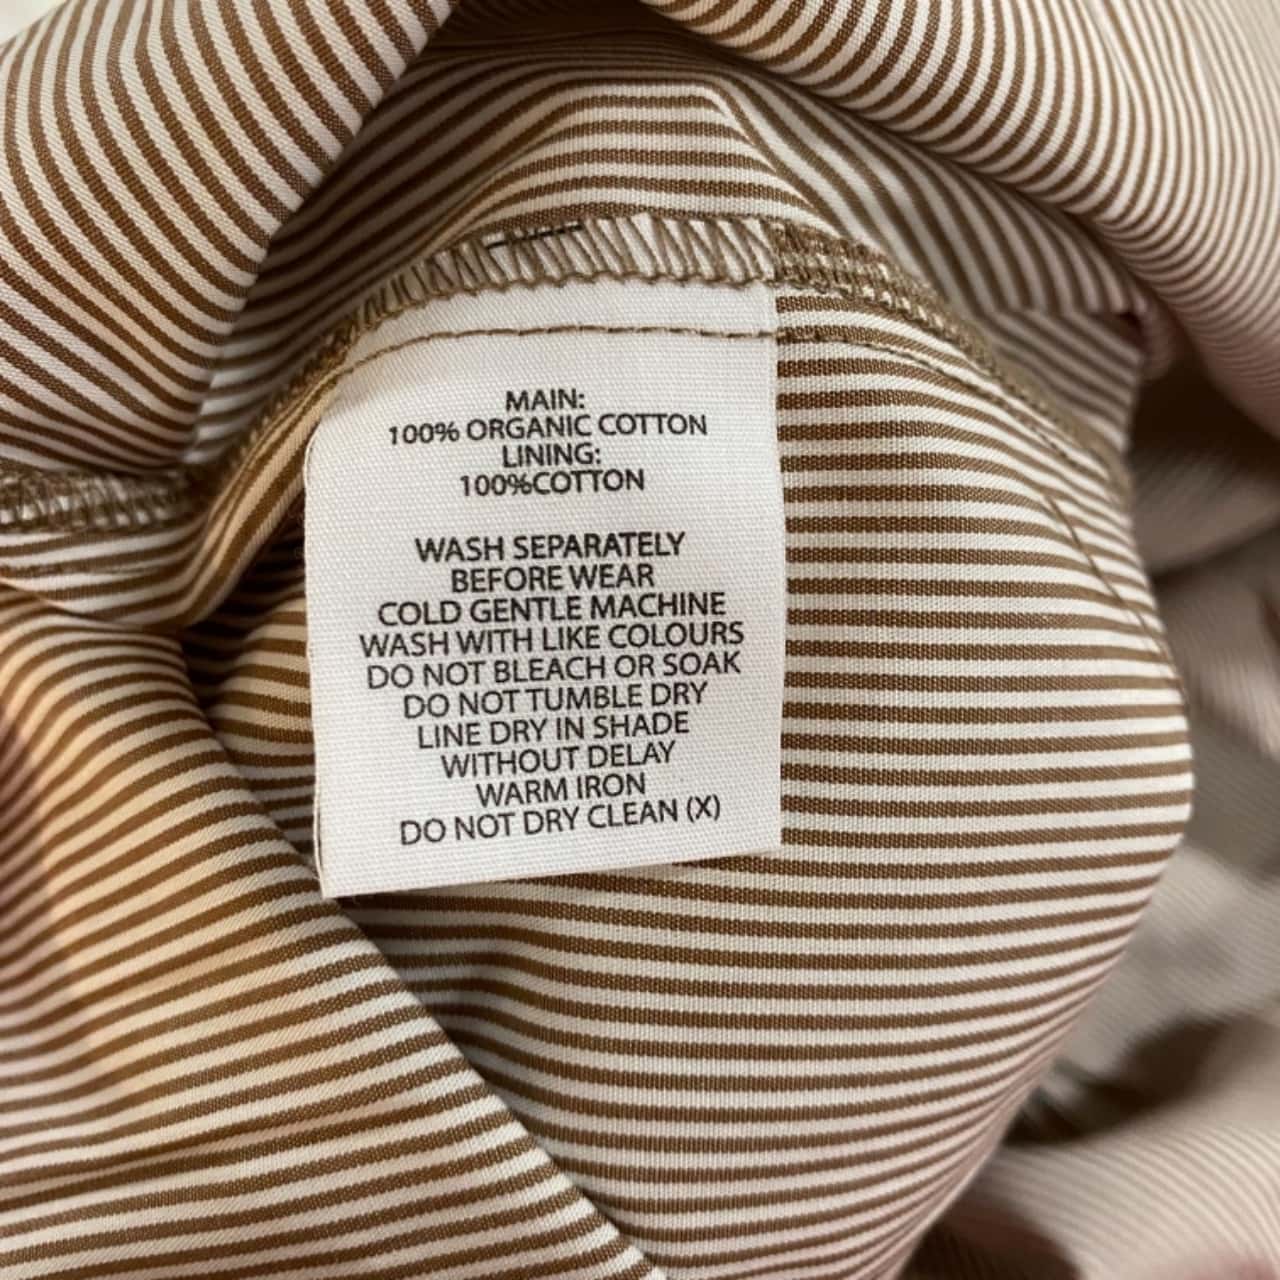 MAIN:
100% ORGANIC COTTON
LINING:
100%COTTON
WASH SEPARATELY
BEFORE WEAR
COLD GENTLE MACHINE
WASH WITH LIKE COLOURS
DO NOT BLEACH OR SOAK
DO NOT TUMBLE DRY
LINE DRY IN SHADE
WITHOUT DELAY
WARM IRON
DO NOT DRY CLEAN (X)